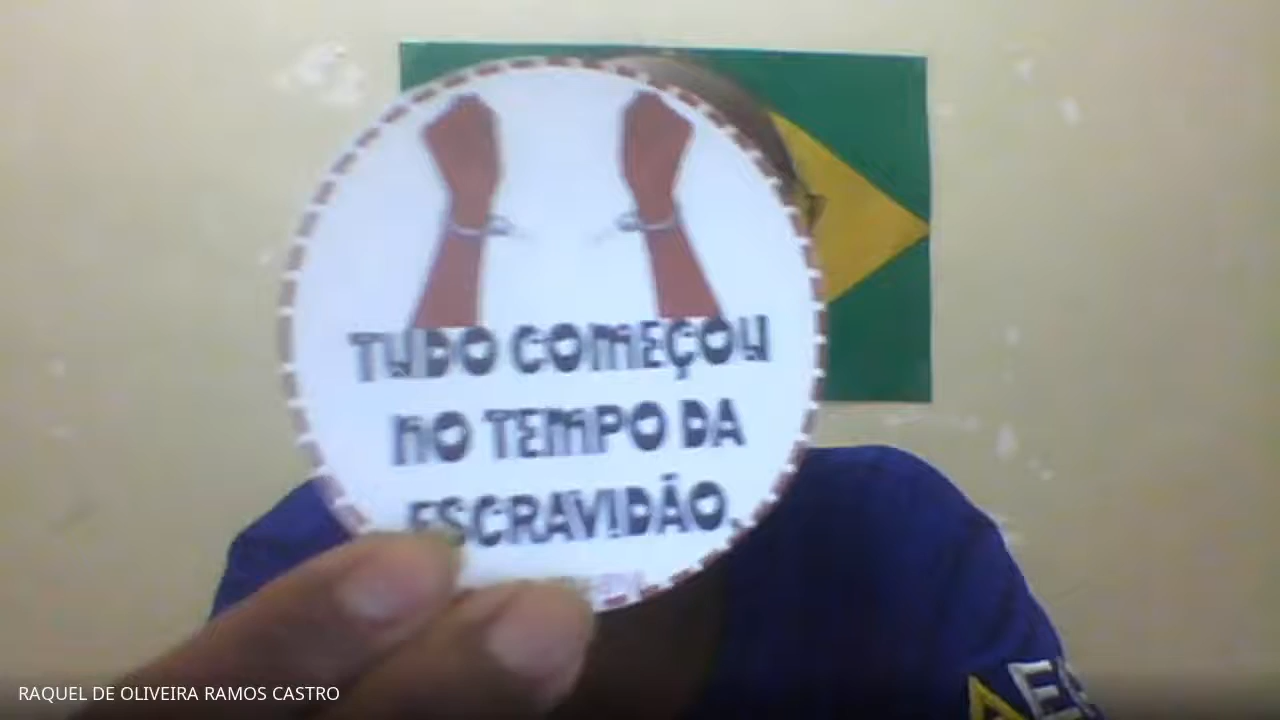 TUDO COMEÇOU
NO TEMPO DA
ESCRAVIDÃO.
RAQUEL DE OLIVEIRA RAMOS CASTRO